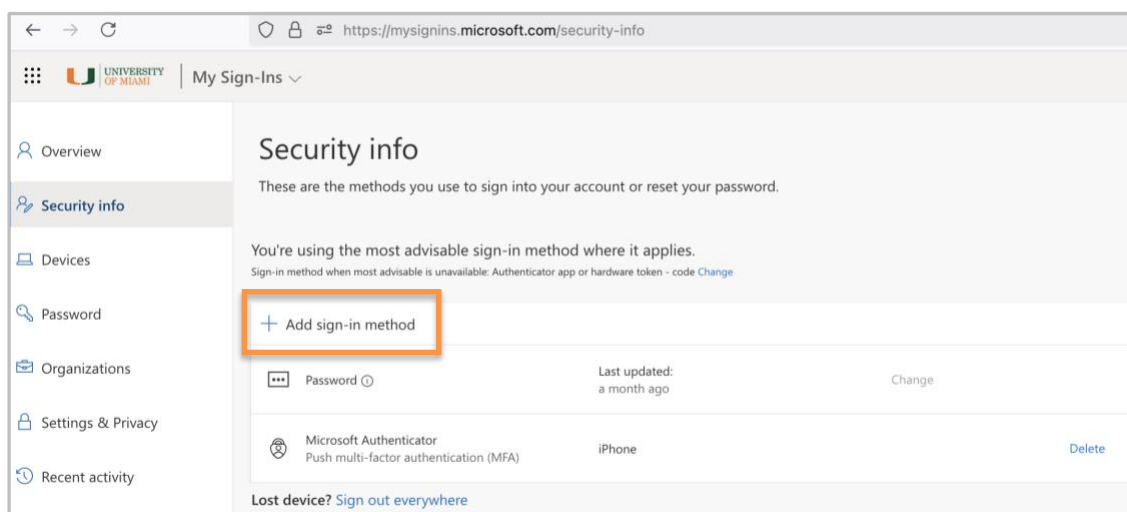 https://mysignins.microsoft.com/security-info
UNIVERSITY
OF MIAMI
My Sign-Ins
Overview
Security info
Devices
Password
Organizations
Settings & Privacy
Recent activity
Security info
These are the methods you use to sign into your account or reset your password.
You're using the most advisable sign-in method where it applies.
Sign-in method when most advisable is unavailable: Authenticator app or hardware token - code Change
+ Add sign-in method
Password
Last updated:
a month ago
Change
Microsoft Authenticator
Push multi-factor authentication (MFA)
iPhone
Delete
Lost device? Sign out everywhere